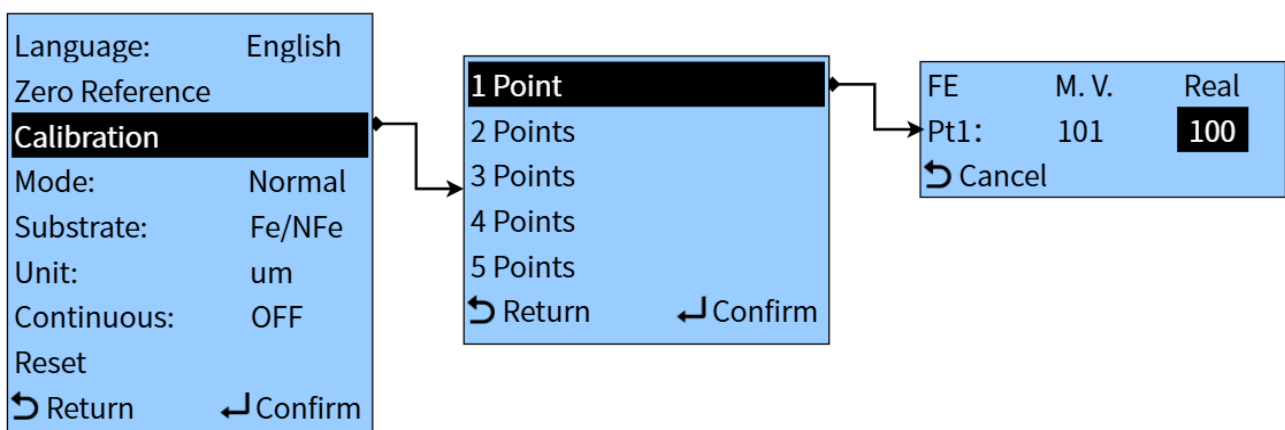 Language: English
Zero Reference
Calibration
Mode: Normal
Substrate: Fe/NFe
Unit: um
Continuous: OFF
Reset
Return Confirm
1 Point
2 Points
3 Points
4 Points
5 Points
Return Confirm
FE M. V. Real
Pt1: 101 100
Cancel